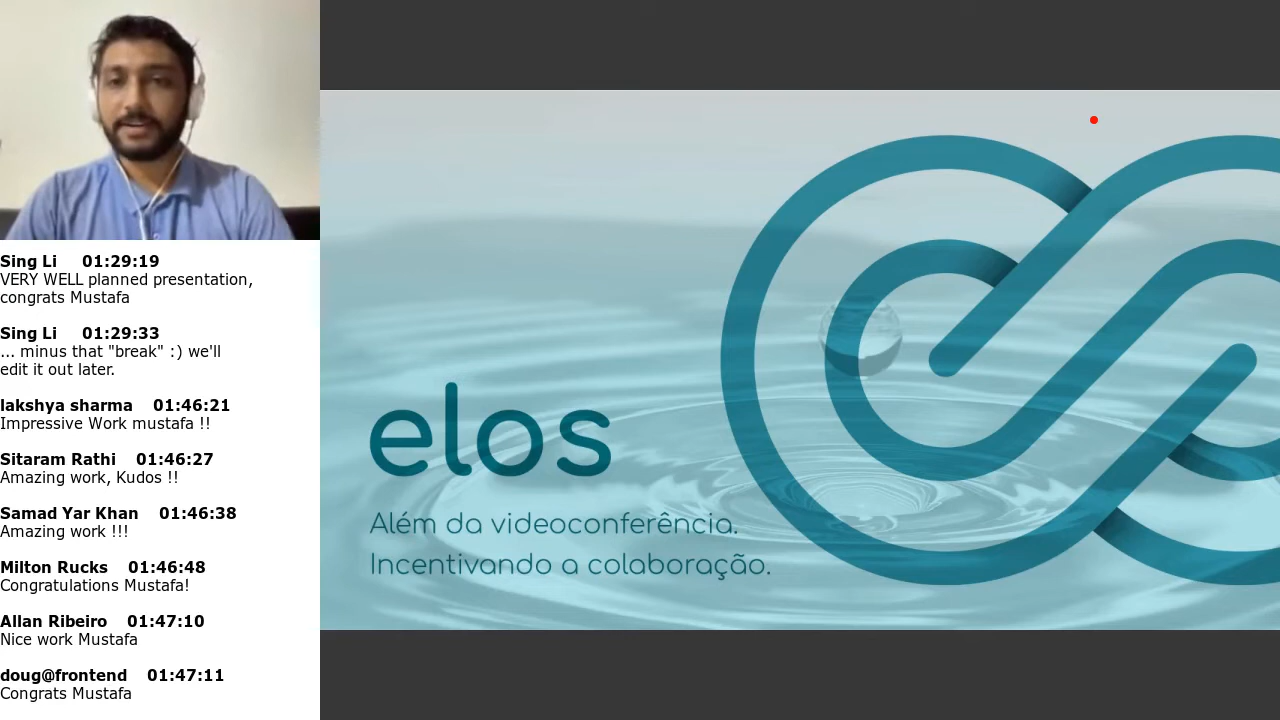 Sing Li 01:29:19
VERY WELL planned presentation,
congrats Mustafa
Sing Li 01:29:33
... minus that "break" :) we'll
edit it out later.
lakshya sharma 01:46:21
Impressive Work mustafa !!
Sitaram Rathi 01:46:27
Amazing work, Kudos !!
Samad Yar Khan 01:46:38
Amazing work !!!
Milton Rucks 01:46:48
Congratulations Mustafa!
Allan Ribeiro 01:47:10
Nice work Mustafa
doug@frontend 01:47:11
Congrats Mustafa
elos
Além da videoconferência.
Incentivando a colaboração.